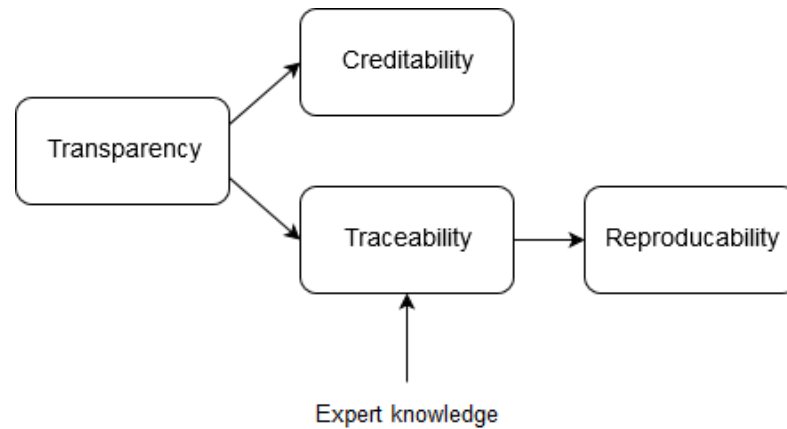 Creditability
Transparency
Traceability
Reproducability
Expert knowledge